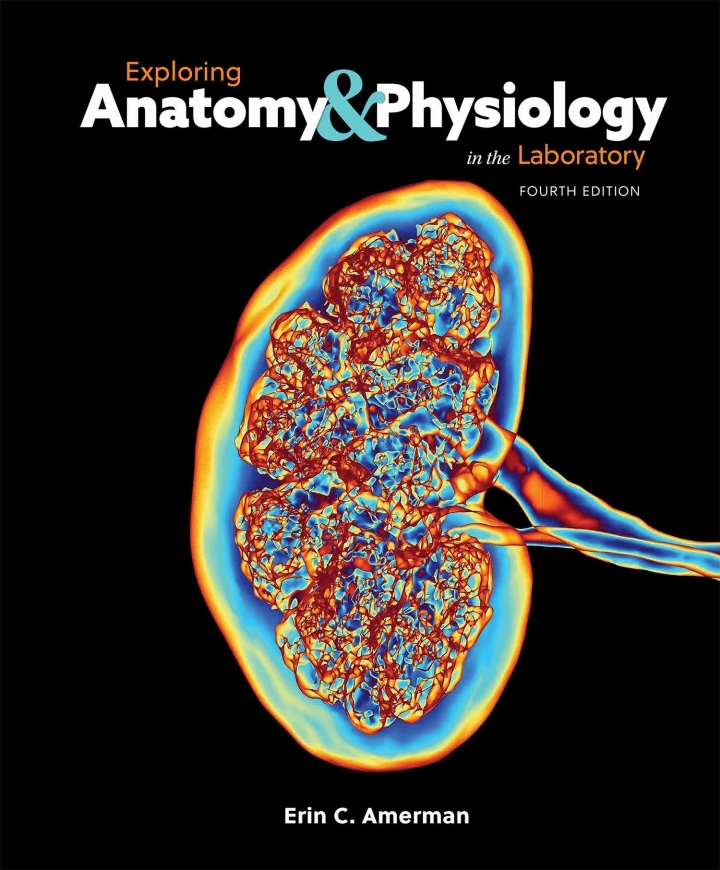 Exploring
Anatomy & Physiology
in the Laboratory
FOURTH EDITION
Erin C. Amerman